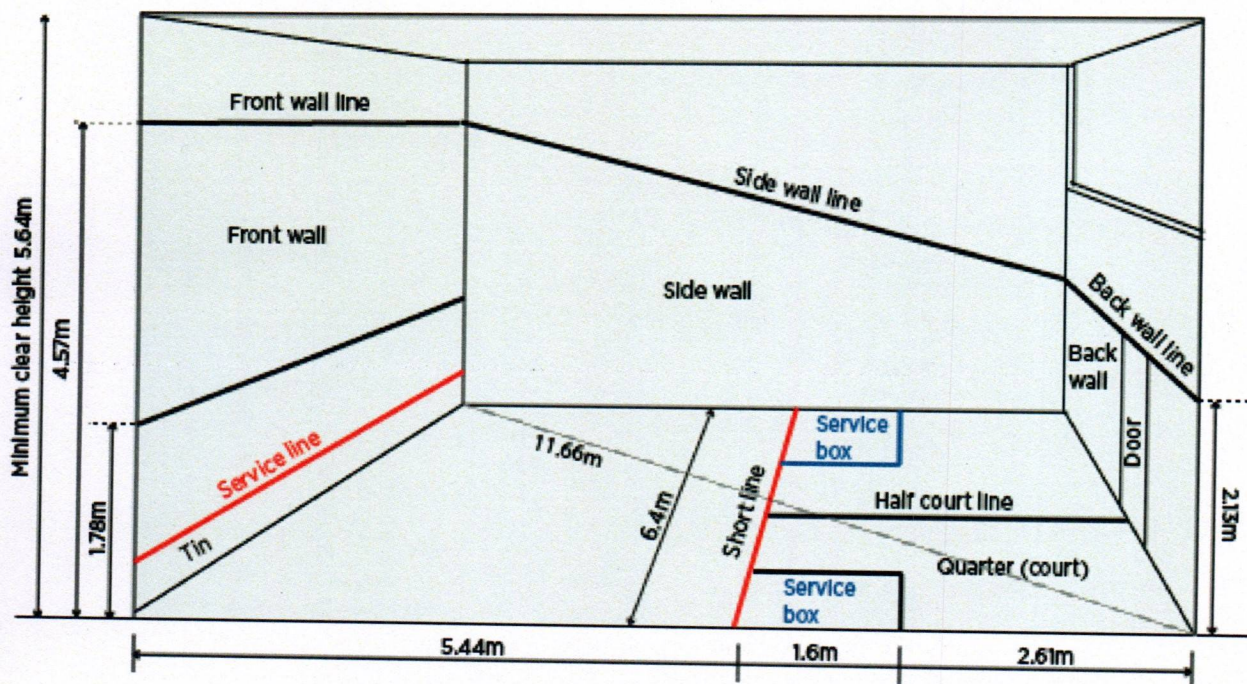 Minimum clear height 5.64m
4.57m
1.78m
Front wall line
Front wall
Service line
Tin
Side wall line
Side wall
Back wall line
Back
wall
Door
2.13m
11.66m
6.4m
Short line
Service
box
Half court line
Quarter (court)
Service
box
5.44m
1.6m
2.61m